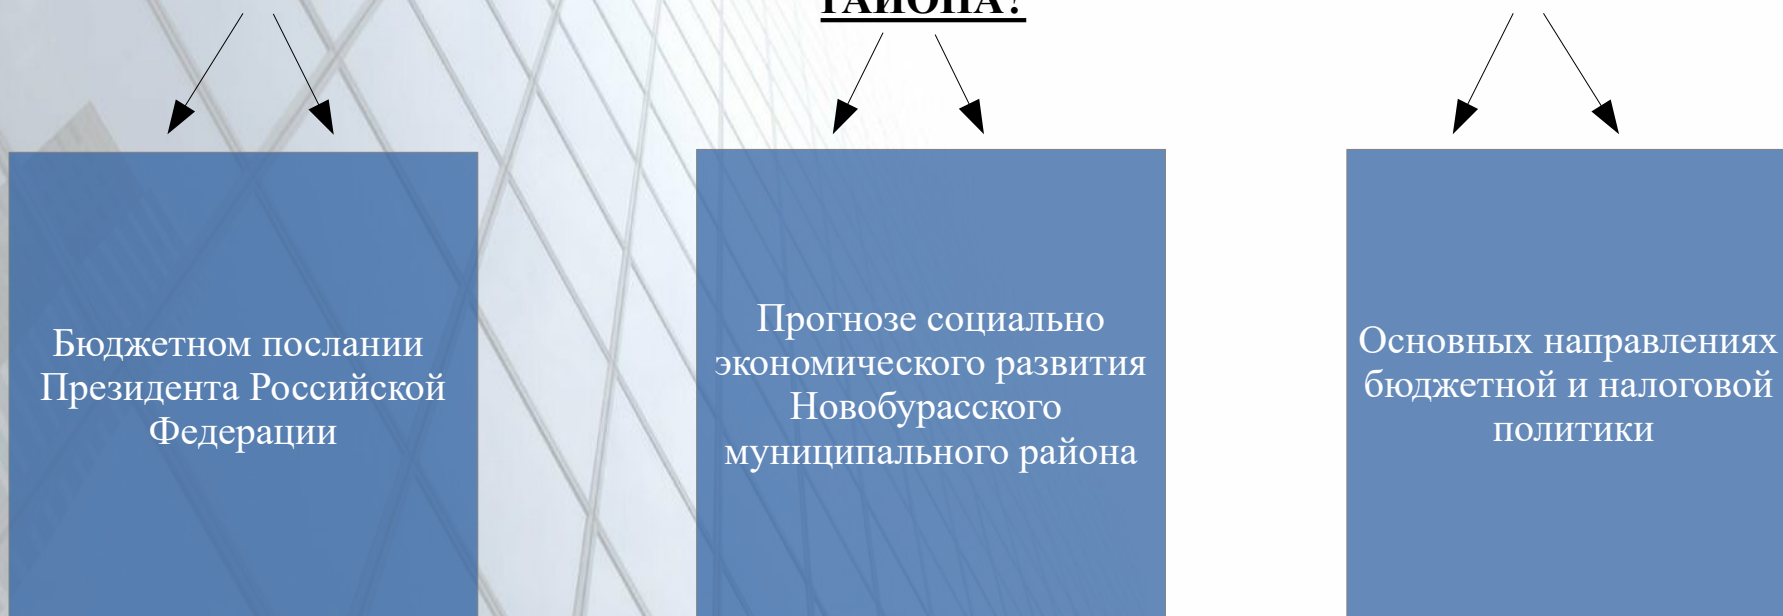 РАЙОНА?
Бюджетном послании
Президента Российской
Федерации
Прогнозе социально
экономического развития
Новобурасского
муниципального района
Основных направлениях
бюджетной и налоговой
политики